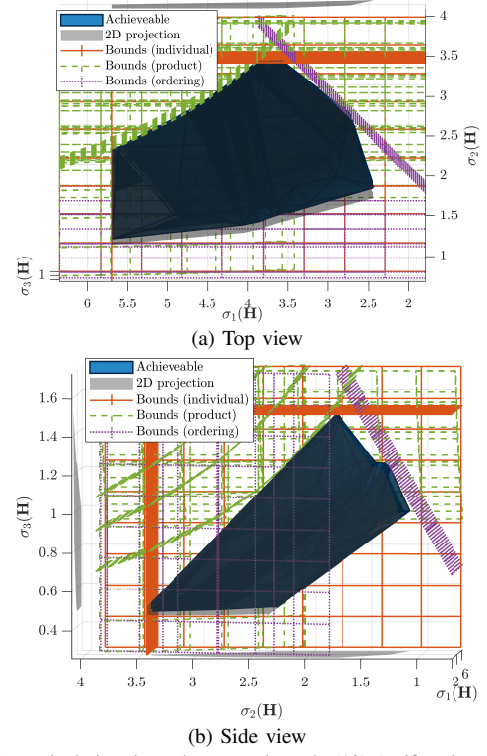 Achieveable
2D projection
Bounds (individual)
Bounds (product)
Bounds (ordering)
4
3.5
3
2.5
2
1.5
1
σ₂(H)
σ₃(H)
1
6
5.5
5
4.5
4
3.5
3
2.5
2
σ₁(H)
(a) Top view
Achieveable
2D projection
Bounds (individual)
Bounds (product)
Bounds (ordering)
1.6
1.4
1.2
1
0.8
0.6
0.4
σ₃(H)
4
3.5
3
2.5
2
1.5
1
2
6
σ₁(H)
σ₂(H)
(b) Side view